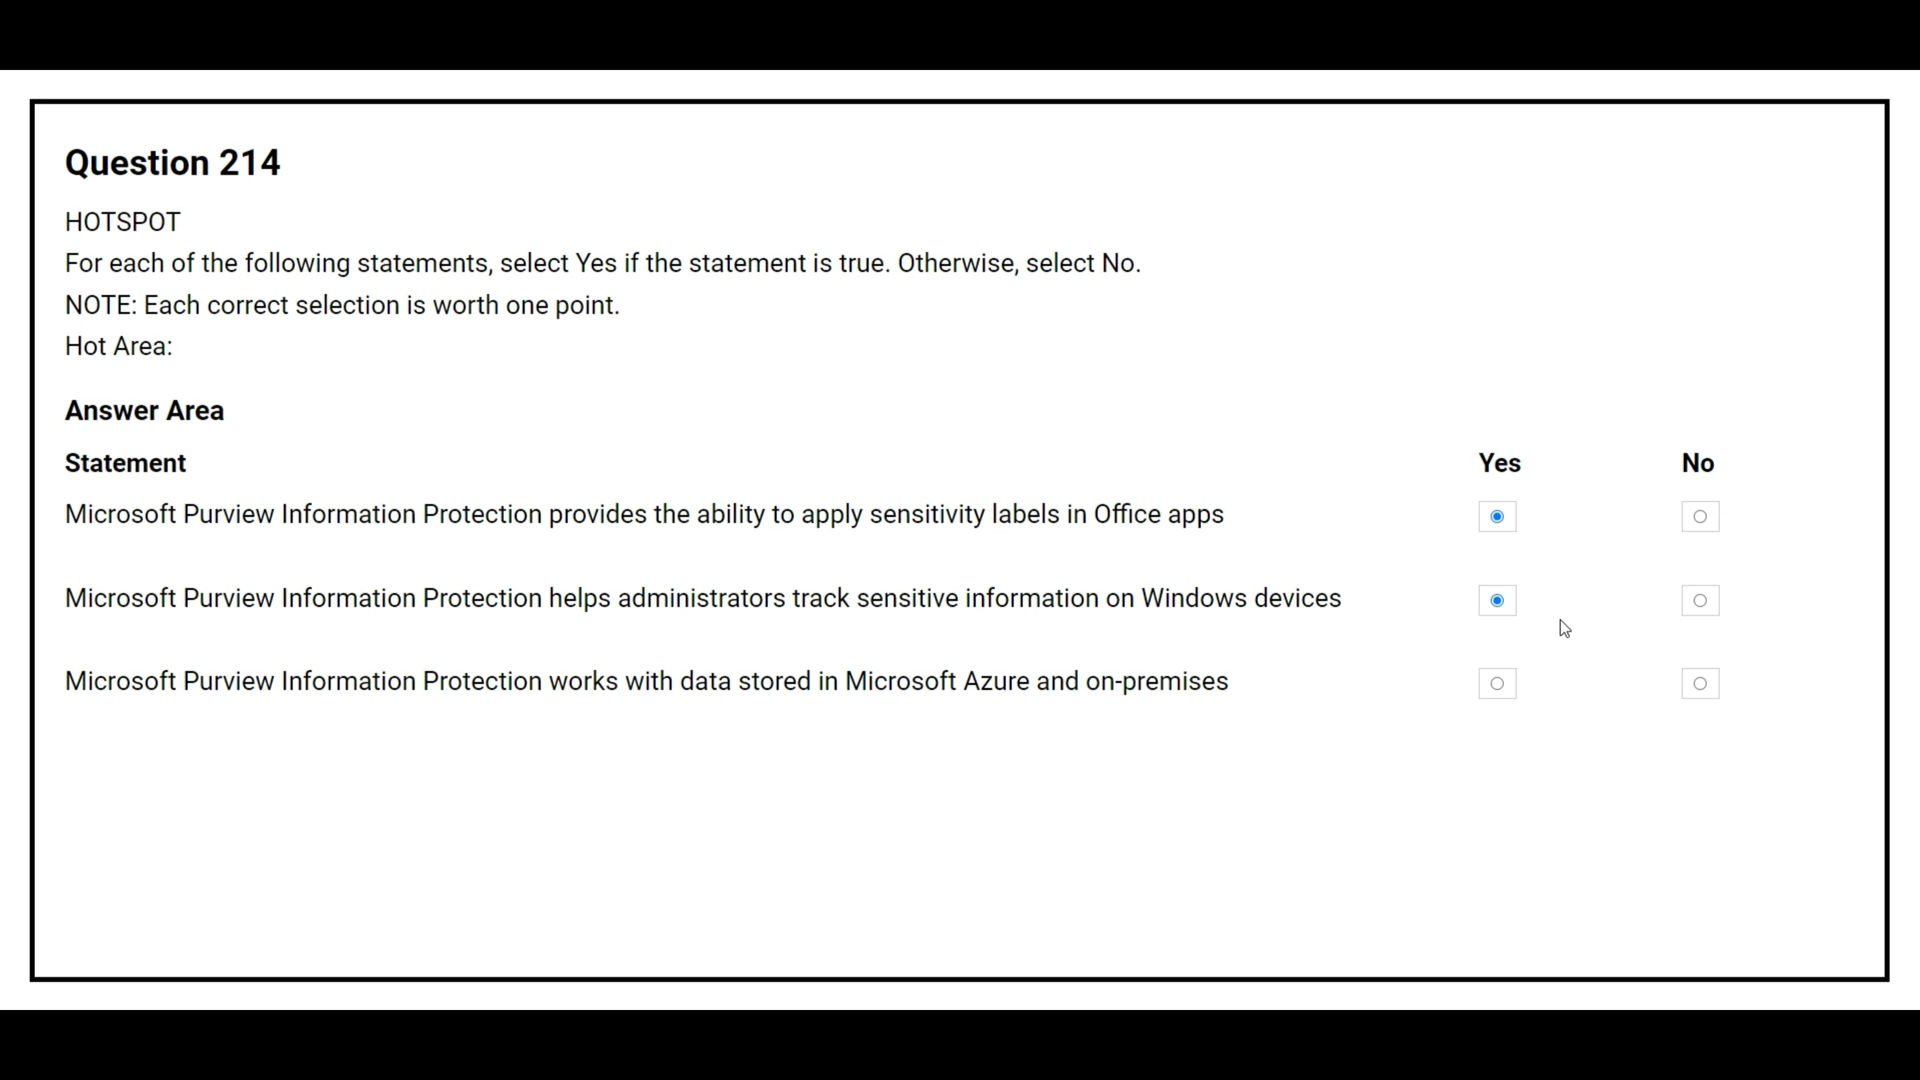 Question 214
HOTSPOT
For each of the following statements, select Yes if the statement is true. Otherwise, select No.
NOTE: Each correct selection is worth one point.
Hot Area:
Answer Area
Statement Yes No
Microsoft Purview Information Protection provides the ability to apply sensitivity labels in Office apps
Microsoft Purview Information Protection helps administrators track sensitive information on Windows devices
Microsoft Purview Information Protection works with data stored in Microsoft Azure and on-premises